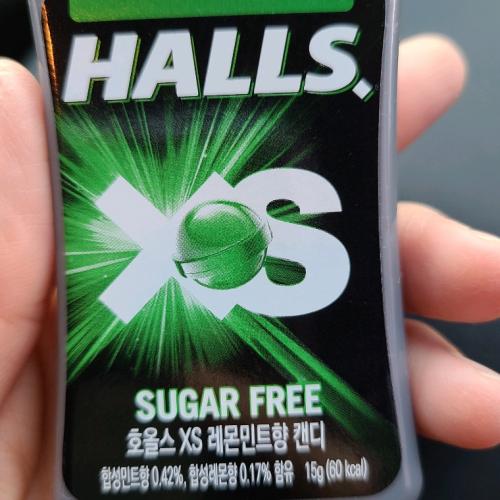 HALLS
XS
SUGAR FREE
호올스 XS 레몬민트향 캔디
합성민트향 0.42%, 합성레몬향 0.17% 함유 15g (60 kcal)